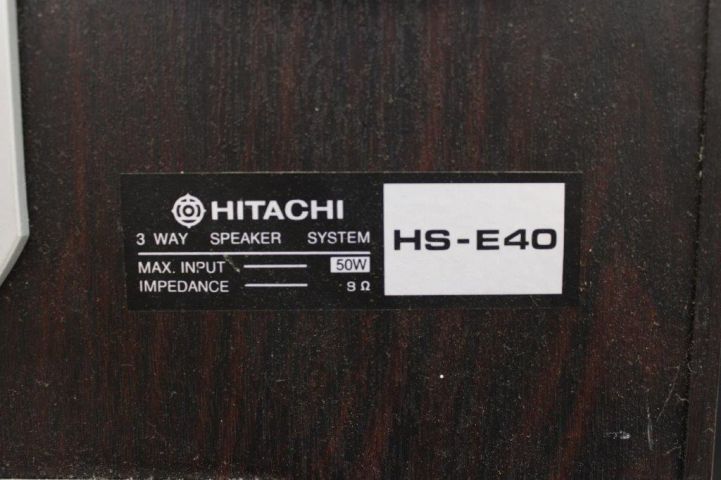 HITACHI
3 WAY SPEAKER SYSTEM
MAX. INPUT 50W
IMPEDANCE 8 Ω
HS-E40